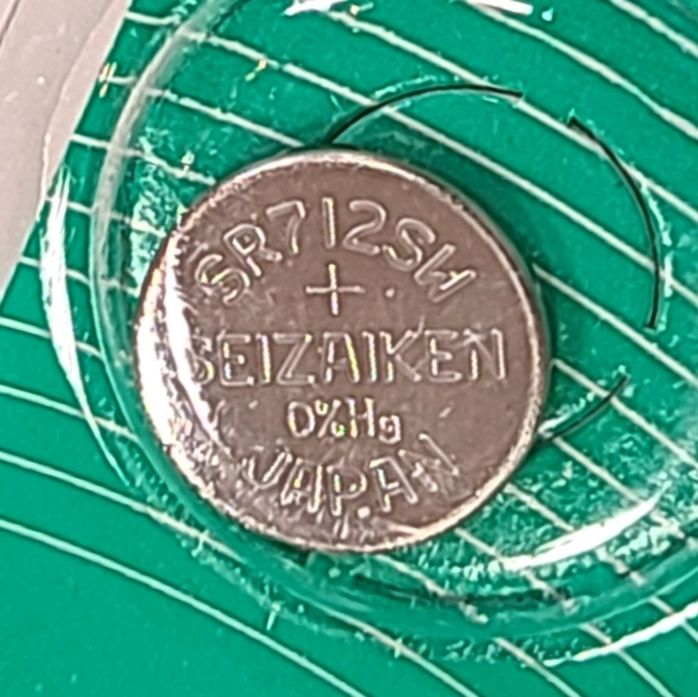 SR712SW
+
SEIZAIKEN
0%Hg
JAPAN